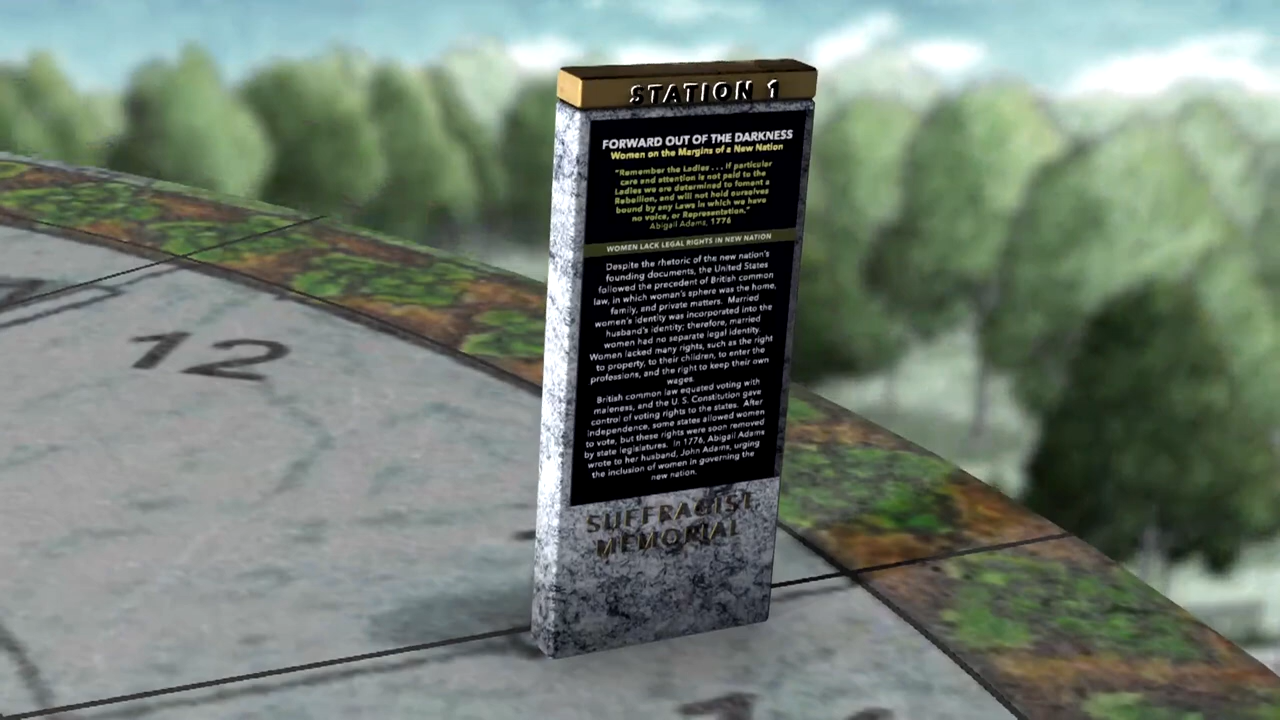 STATION 1
FORWARD OUT OF THE DARKNESS
Women on the Margins of a New Nation
"Remember the Ladies . . . If particular
care and attention is not paid to the
Ladies we are determined to foment a
Rebellion, and will not hold ourselves
bound by any Laws in which we have
no voice, or Representation."
Abigail Adams, 1776
WOMEN LACK LEGAL RIGHTS IN NEW NATION
Despite the rhetoric of the new nation's
founding documents, the United States
followed the precedent of British common
law, in which woman's sphere was the home,
family, and private matters. Married
women's identity was incorporated into the
husband's identity; therefore, married
women had no separate legal identity.
Women lacked many rights, such as the right
to property, to their children, to enter the
professions, and the right to keep their own
wages.
British common law equated voting with
maleness, and the U. S. Constitution gave
control of voting rights to the states. After
independence, some states allowed women
to vote, but these rights were soon removed
by state legislatures. In 1776, Abigail Adams
wrote to her husband, John Adams, urging
the inclusion of women in governing the
new nation.
SUFFRAGIST
MEMORIAL
12